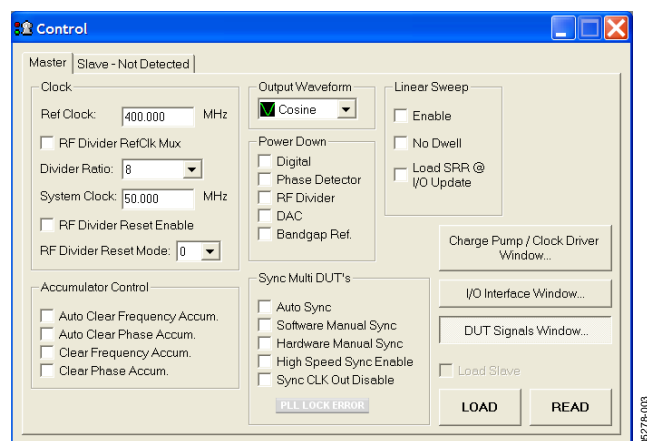 Control
Master
Slave - Not Detected
Clock
Ref Clock: 400.000 MHz
RF Divider RefClk Mux
Divider Ratio: 8
System Clock: 50.000 MHz
RF Divider Reset Enable
RF Divider Reset Mode: 0
Accumulator Control
Auto Clear Frequency Accum.
Auto Clear Phase Accum.
Clear Frequency Accum.
Clear Phase Accum.
Output Waveform
Cosine
Power Down
Digital
Phase Detector
RF Divider
DAC
Bandgap Ref.
Sync Multi DUT's
Auto Sync
Software Manual Sync
Hardware Manual Sync
High Speed Sync Enable
Sync CLK Out Disable
PLL LOCK ERROR
Linear Sweep
Enable
No Dwell
Load SRR @
I/O Update
Charge Pump / Clock Driver
Window...
I/O Interface Window...
DUT Signals Window...
Load Slave
LOAD
READ